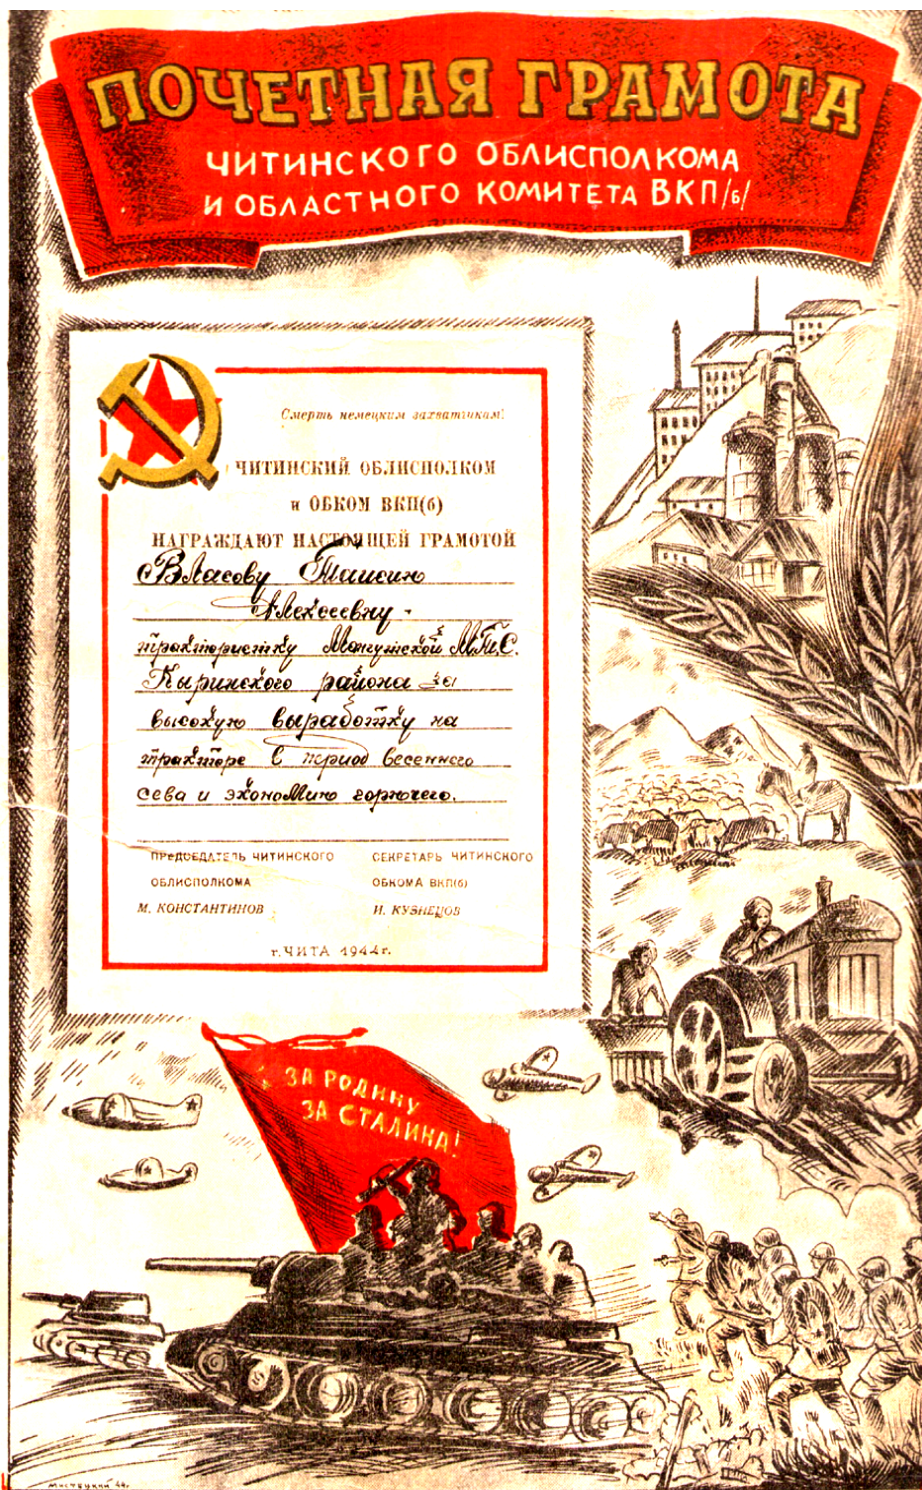 ПОЧЕТНАЯ ГРАМОТА
ЧИТИНСКОГО ОБЛИСПОЛКОМА
И ОБЛАСТНОГО КОМИТЕТА ВКП/б/
Смерть немецким захватчикам!
ЧИТИНСКИЙ ОБЛИСПОЛКОМ
и ОБКОМ ВКП(б)
НАГРАЖДАЮТ НАСТОЯЩЕЙ ГРАМОТОЙ
Власову Таисию
Алексеевну -
трактористку Мангутской МТС.
Кыринского района за
высокую выработку на
тракторе в период весеннего
сева и экономию горючего.
ПРЕДСЕДАТЕЛЬ ЧИТИНСКОГО
ОБЛИСПОЛКОМА
М. КОНСТАНТИНОВ
СЕКРЕТАРЬ ЧИТИНСКОГО
ОБКОМА ВКП(б)
И. КУЗНЕЦОВ
г. ЧИТА 1944 г.
ЗА РОДИНУ
ЗА СТАЛИНА!